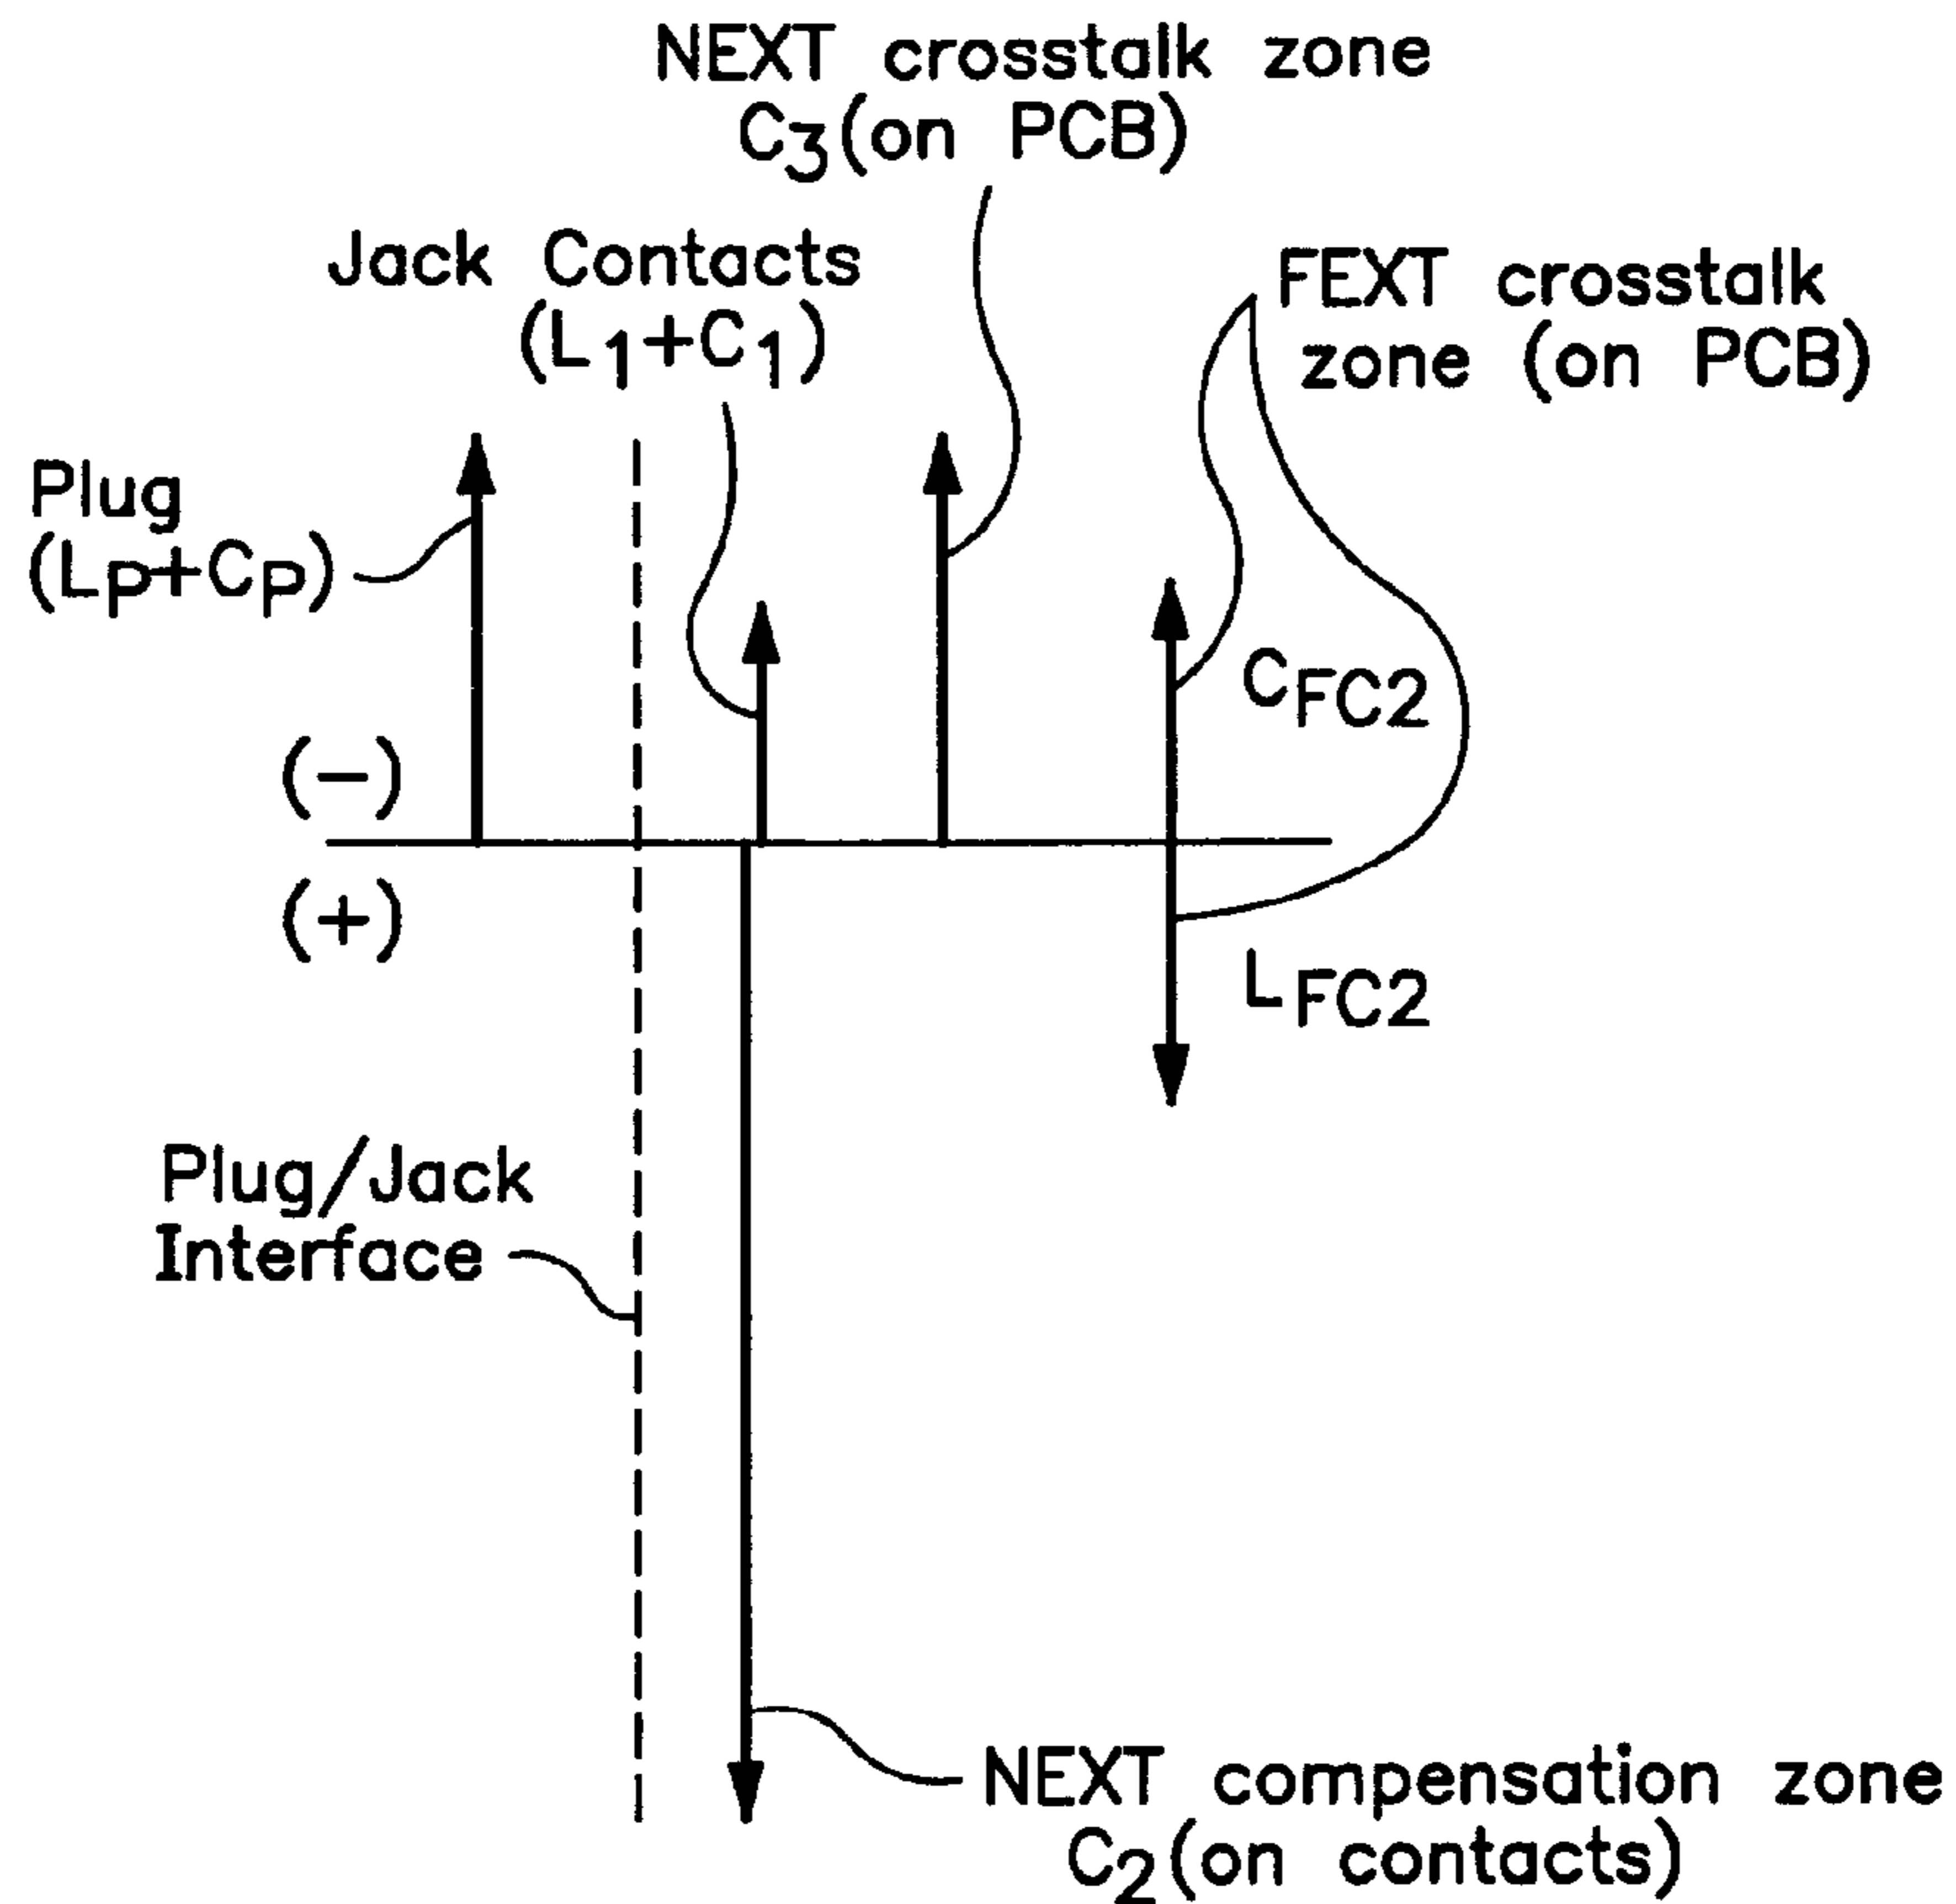 NEXT crosstalk zone
C3(on PCB)
Jack Contacts
(L1+C1)
FEXT crosstalk
zone (on PCB)
Plug
(Lp+Cp)
CFC2
(−)
(+)
LFC2
Plug/Jack
Interface
NEXT compensation zone
C2(on contacts)